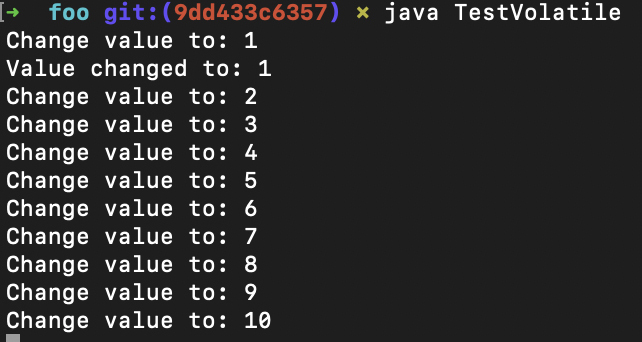 ➜ foo git:(9dd433c6357) ✗ java TestVolatile
Change value to: 1
Value changed to: 1
Change value to: 2
Change value to: 3
Change value to: 4
Change value to: 5
Change value to: 6
Change value to: 7
Change value to: 8
Change value to: 9
Change value to: 10